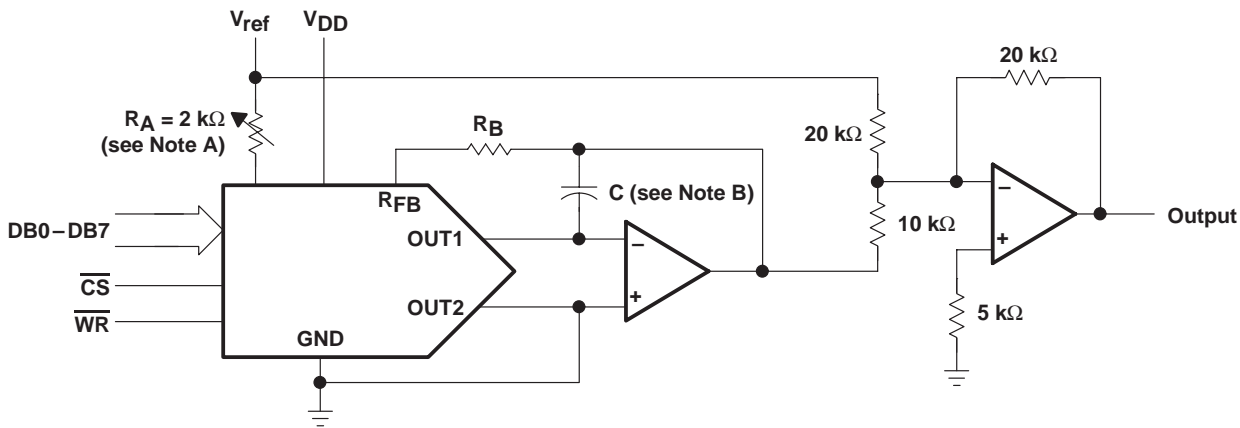 Vref
VDD
RA = 2 kΩ
(see Note A)
RB
20 kΩ
20 kΩ
RFB
C (see Note B)
DB0–DB7
OUT1
–
10 kΩ
–
+
Output
CS
OUT2
+
WR
GND
5 kΩ